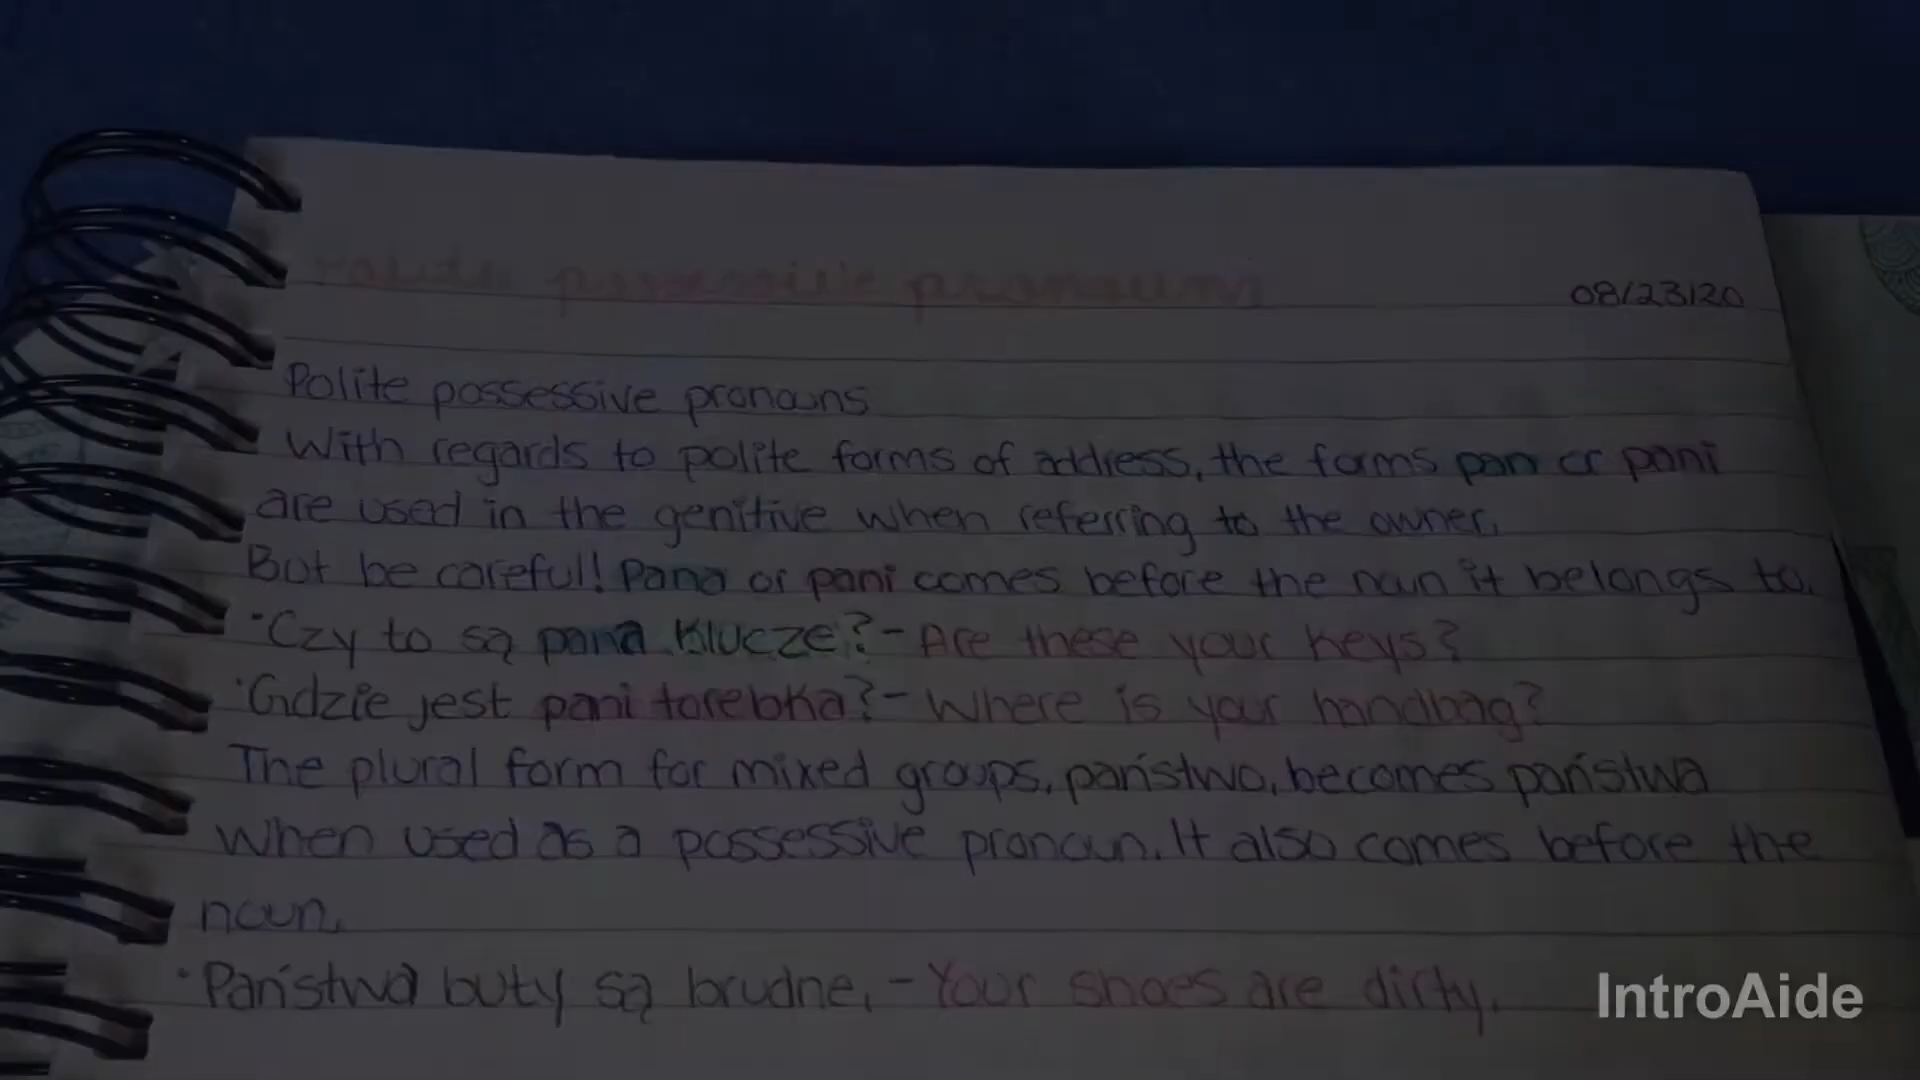 Polite possessive pronouns
08/23/20
Polite possessive pronouns
With regards to polite forms of address, the forms pan or pani
are used in the genitive when referring to the owner.
But be careful! Pana or pani comes before the noun it belongs to.
·Czy to są pana klucze? - Are these your keys?
·Gdzie jest pani torebka? - Where is your handbag?
The plural form for mixed groups, państwo, becomes państwa
when used as a possessive pronoun. It also comes before the
noun.
·Państwa buty są brudne. - Your shoes are dirty.
IntroAide